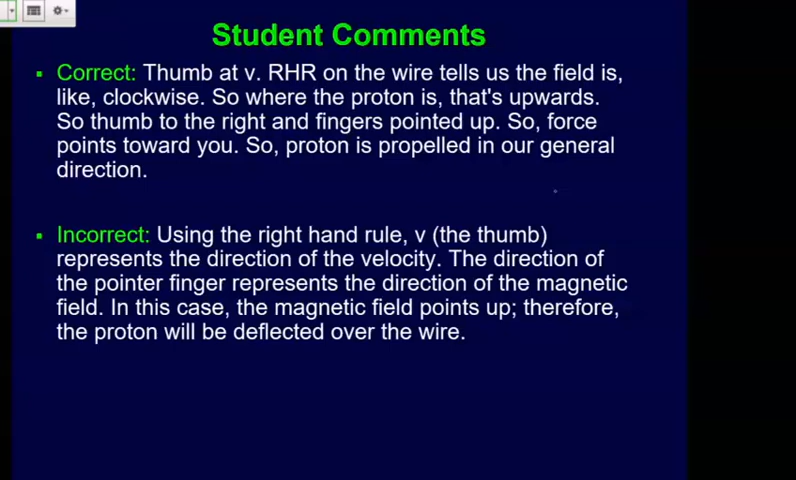 Student Comments
▪ Correct: Thumb at v. RHR on the wire tells us the field is,
like, clockwise. So where the proton is, that's upwards.
So thumb to the right and fingers pointed up. So, force
points toward you. So, proton is propelled in our general
direction.
▪ Incorrect: Using the right hand rule, v (the thumb)
represents the direction of the velocity. The direction of
the pointer finger represents the direction of the magnetic
field. In this case, the magnetic field points up; therefore,
the proton will be deflected over the wire.